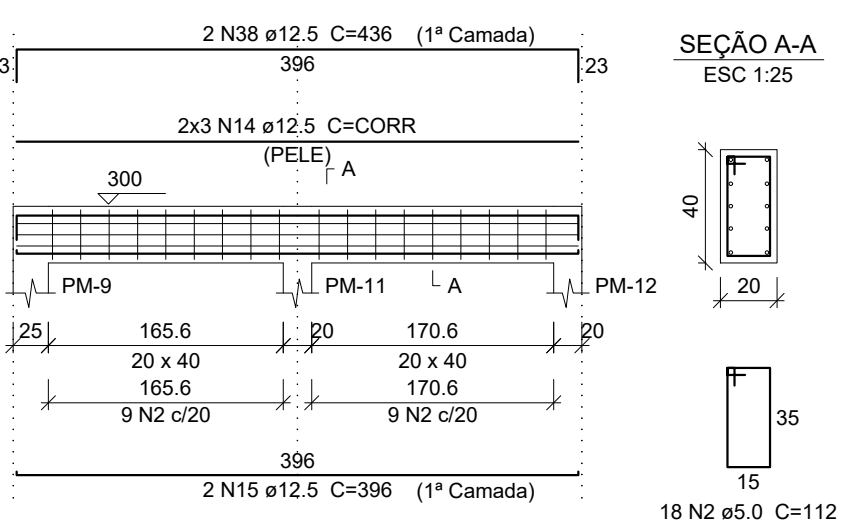 2 N38 ø12.5 C=436 (1ª Camada)
3 396 23
SEÇÃO A-A
ESC 1:25
2x3 N14 ø12.5 C=CORR
(PELE)
A
300
40
20
PM-9 PM-11 A PM-12
25 165.6 20 170.6 20
20 x 40 20 x 40
165.6 170.6
9 N2 c/20 9 N2 c/20
35
15
396
2 N15 ø12.5 C=396 (1ª Camada)
18 N2 ø5.0 C=112